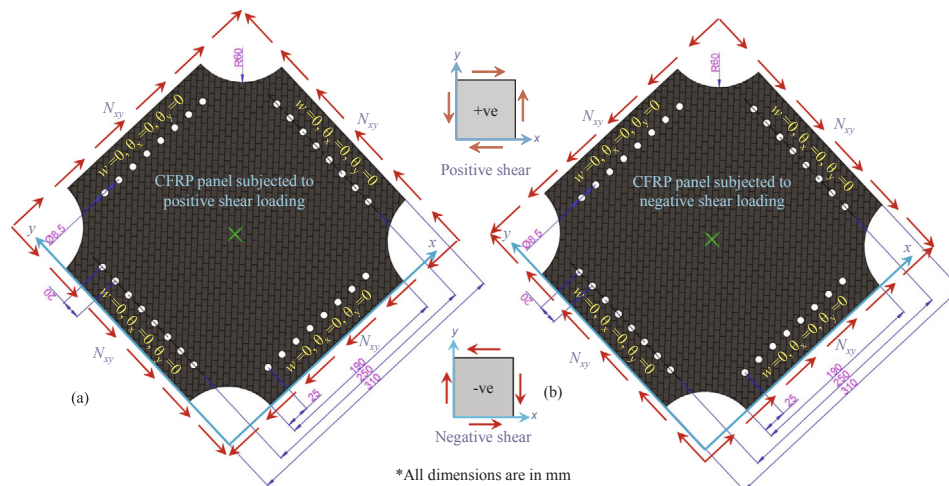 R60
N_xy
N_xy
w=0, θ_x=0, θ_y=0
w=0, θ_x=0, θ_y=0
CFRP panel subjected to
positive shear loading
y
x
Ø8.5
20
w=0, θ_x=0, θ_y=0
w=0, θ_x=0, θ_y=0
N_xy
N_xy
(a)
25
190
250
310
y
+ve
x
Positive shear
y
-ve
x
Negative shear
R60
N_xy
N_xy
w=0, θ_x=0, θ_y=0
w=0, θ_x=0, θ_y=0
CFRP panel subjected to
negative shear loading
y
x
Ø8.5
20
w=0, θ_x=0, θ_y=0
w=0, θ_x=0, θ_y=0
N_xy
N_xy
(b)
25
190
250
310
*All dimensions are in mm